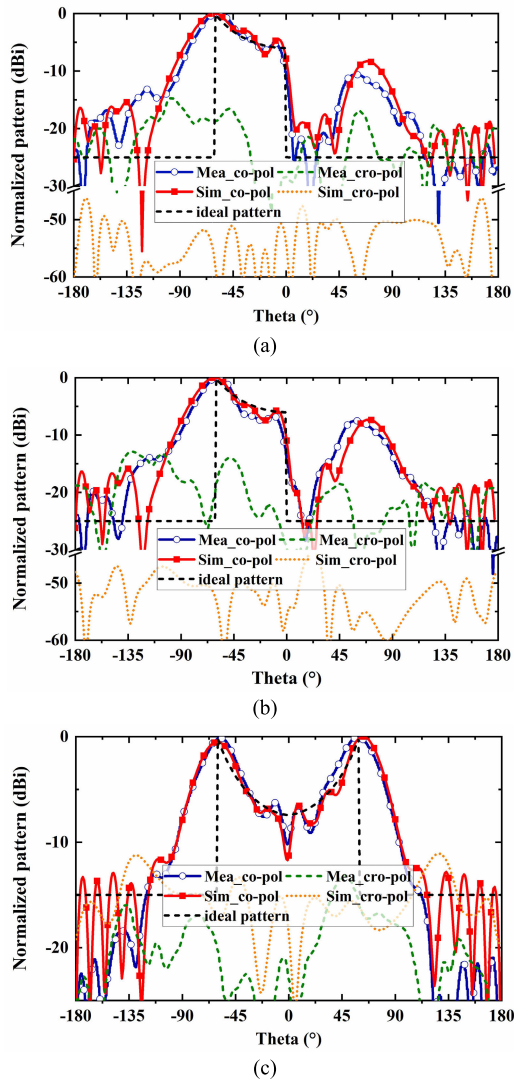 Normalized pattern (dBi)
0
-10
-20
-30
-50
-60
Mea_co-pol Mea_cro-pol
Sim_co-pol Sim_cro-pol
ideal pattern
-180 -135 -90 -45 0 45 90 135 180
Theta (°)
(a)
Normalized pattern (dBi)
0
-10
-20
-30
-50
-60
Mea_co-pol Mea_cro-pol
Sim_co-pol Sim_cro-pol
ideal pattern
-180 -135 -90 -45 0 45 90 135 180
Theta (°)
(b)
Normalized pattern (dBi)
0
-10
-20
Mea_co-pol Mea_cro-pol
Sim_co-pol Sim_cro-pol
ideal pattern
-180 -135 -90 -45 0 45 90 135 180
Theta (°)
(c)